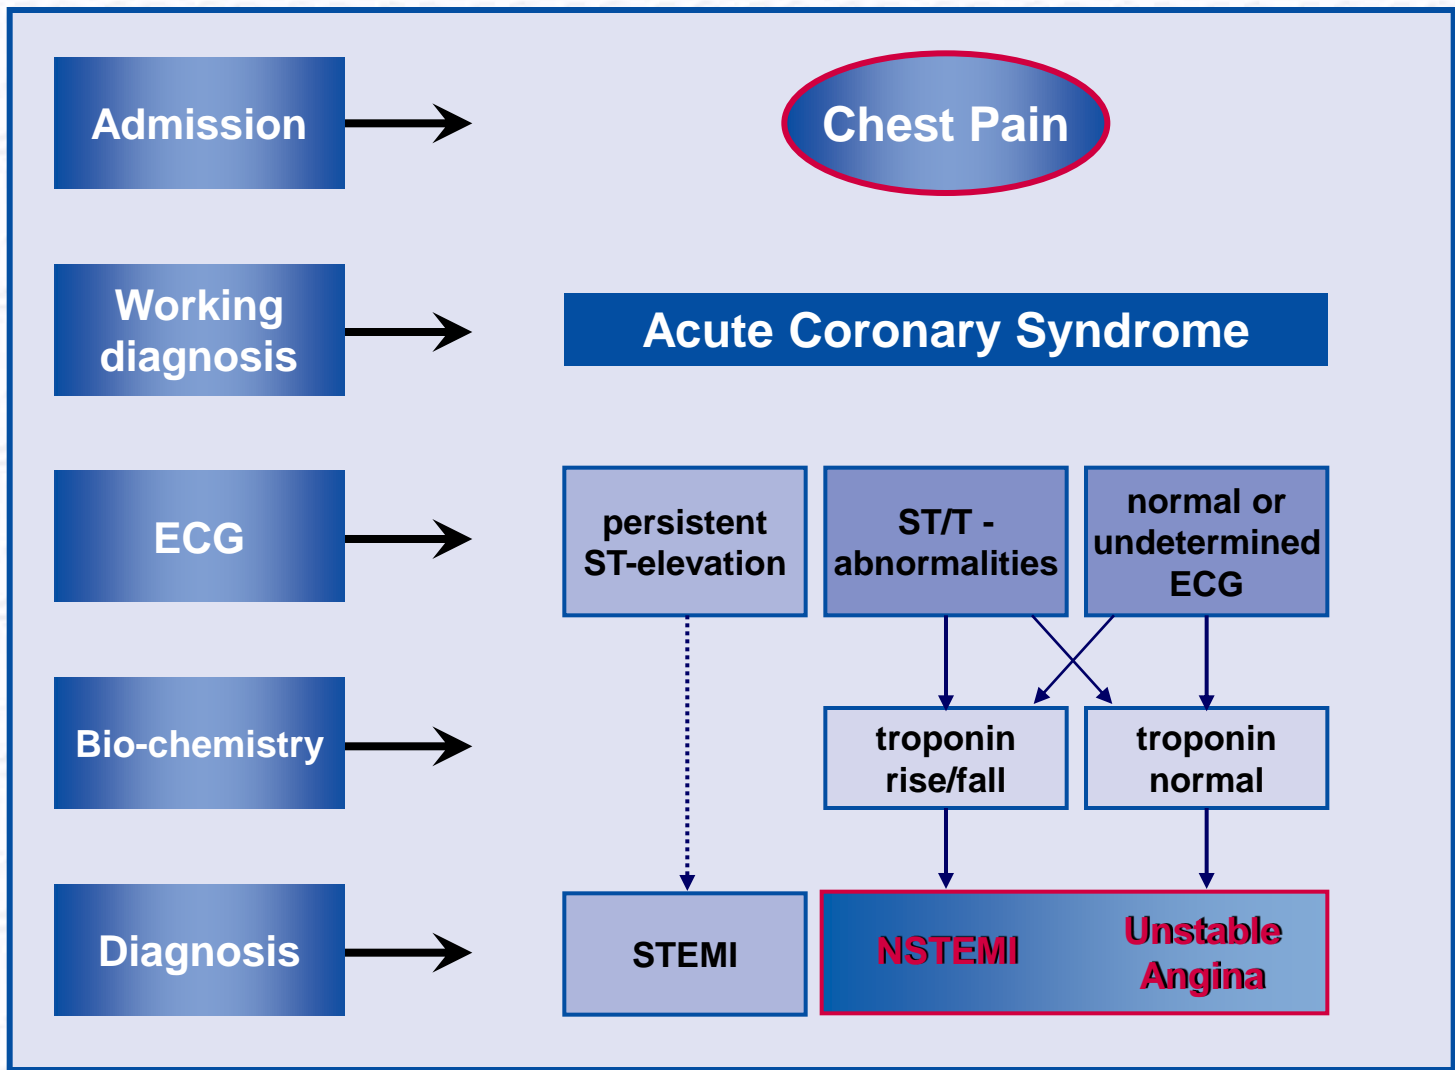 Admission
Chest Pain
Working
diagnosis
Acute Coronary Syndrome
ECG
persistent
ST-elevation
ST/T -
abnormalities
normal or
undetermined
ECG
Bio-chemistry
troponin
rise/fall
troponin
normal
Diagnosis
STEMI
NSTEMI
Unstable
Angina